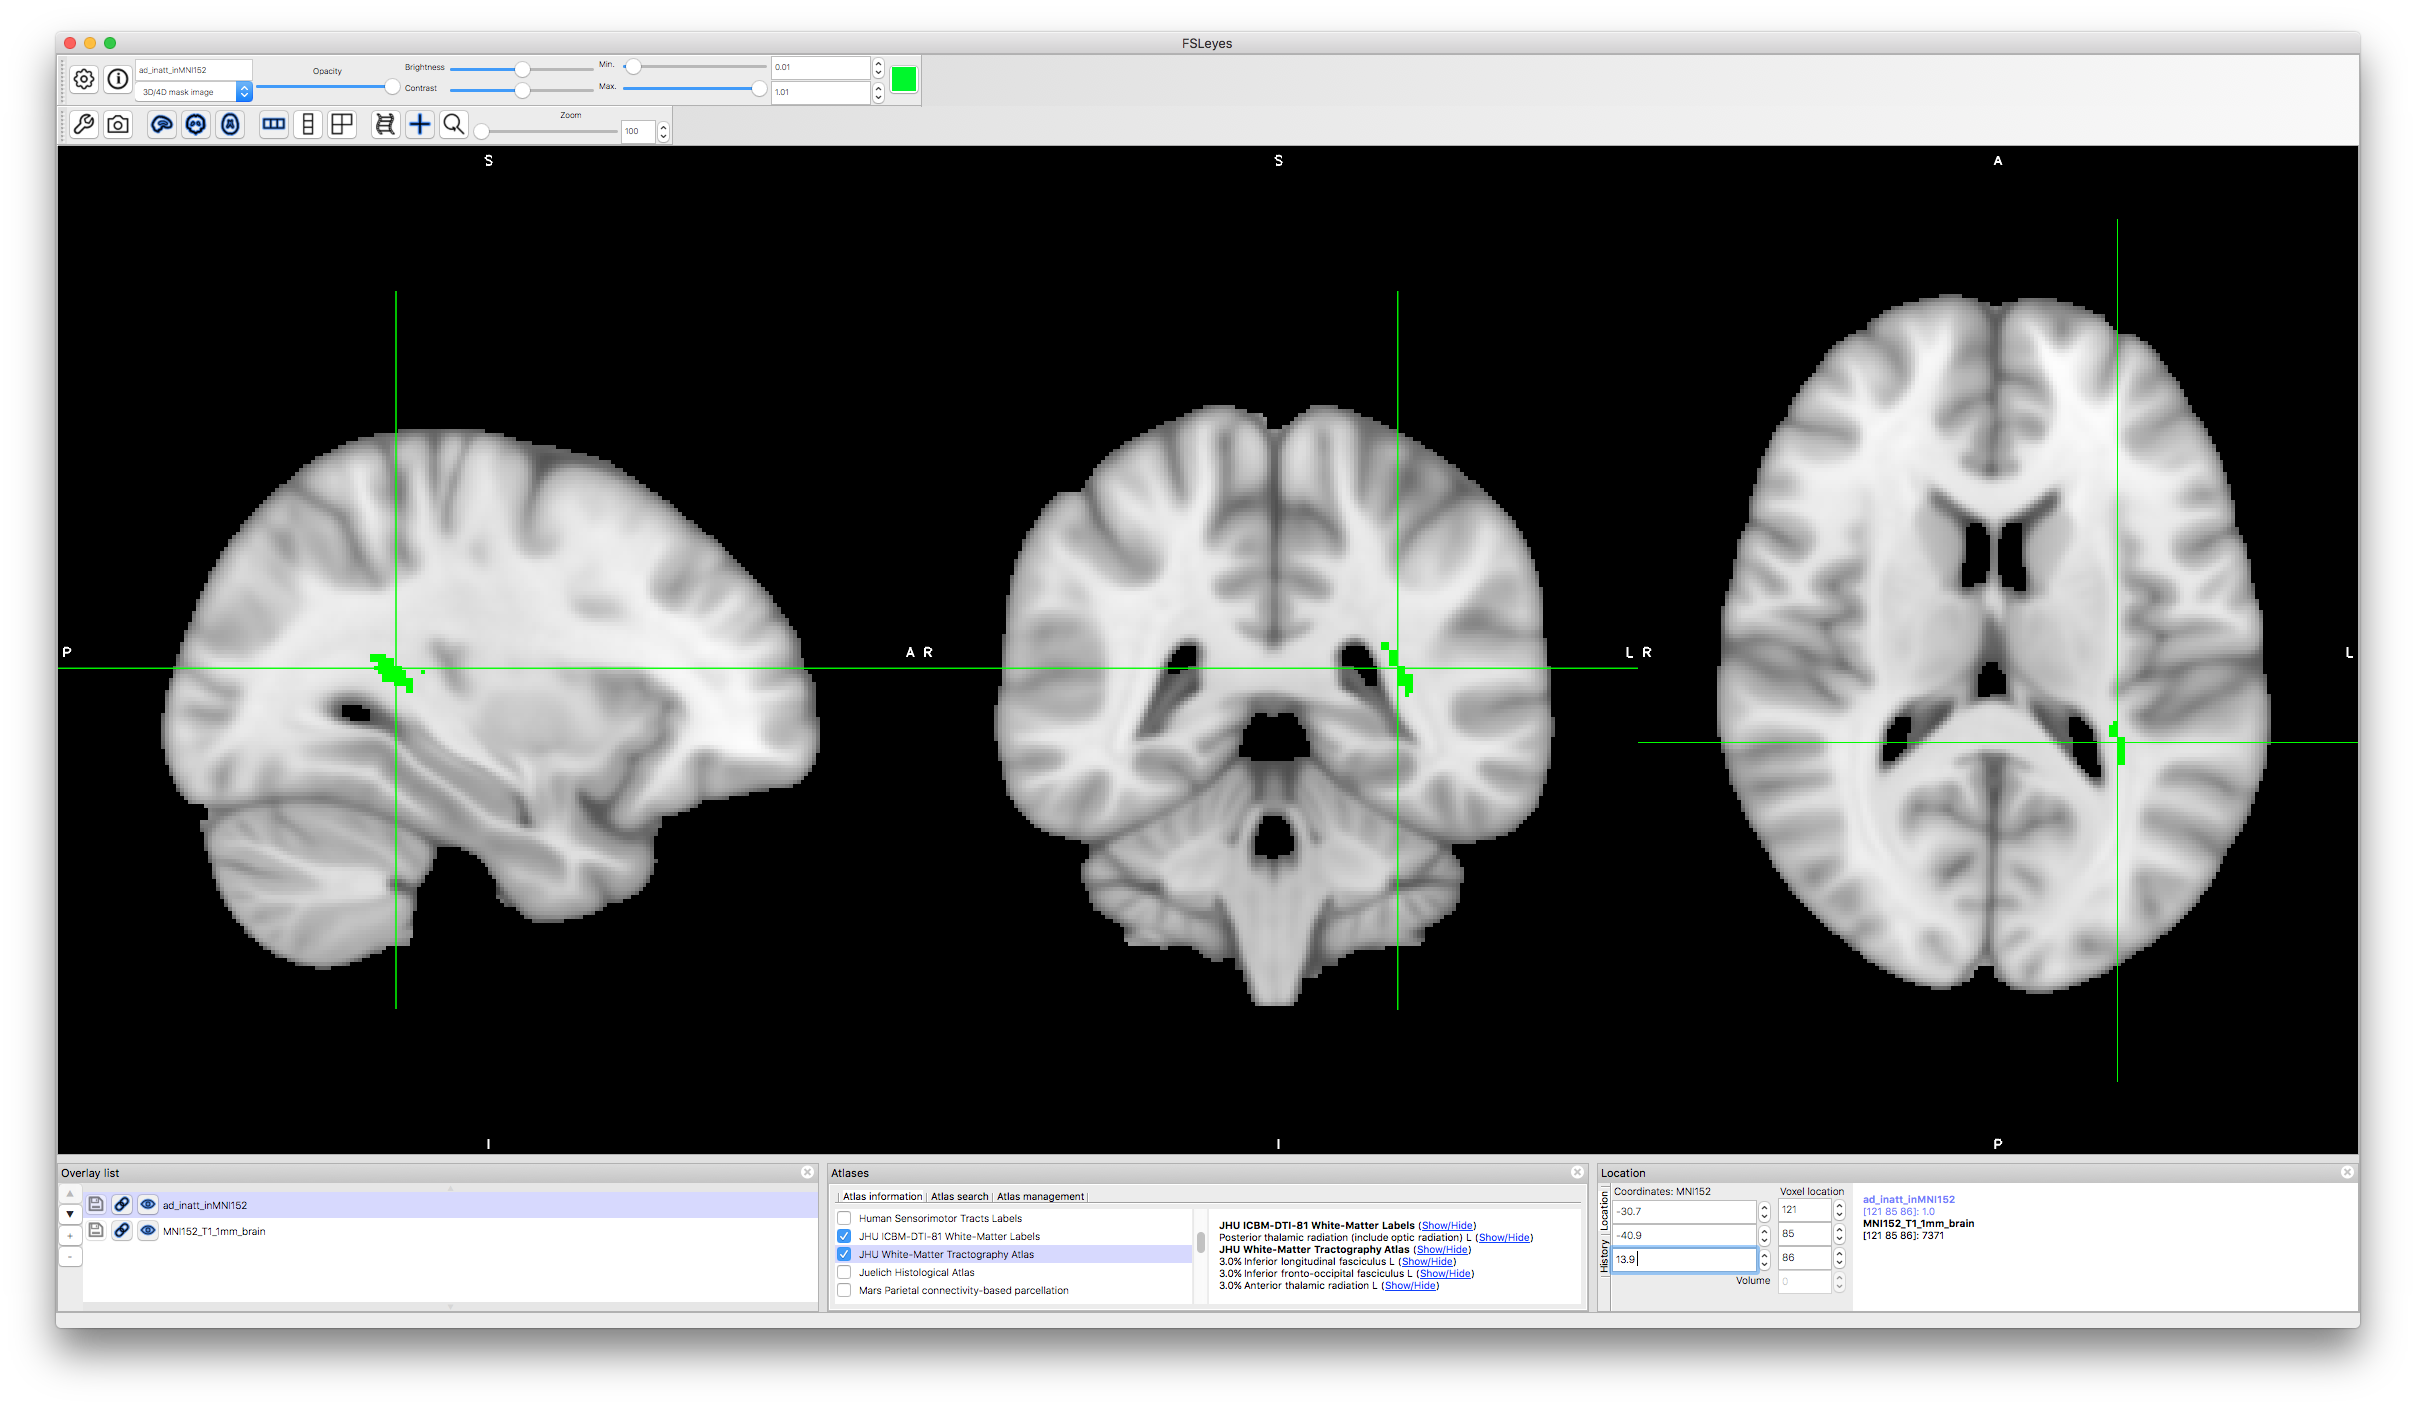 FSLeyes
ad_inatt_inMNI152
3D/4D mask image
Opacity
Brightness
Contrast
Min.
Max.
0.01
1.01
Zoom
100
S
S
A
P
A R
L R
L
I
I
P
Overlay list
ad_inatt_inMNI152
MNI152_T1_1mm_brain
Atlases
Atlas information | Atlas search | Atlas management |
Human Sensorimotor Tracts Labels
JHU ICBM-DTI-81 White-Matter Labels
JHU White-Matter Tractography Atlas
Juelich Histological Atlas
Mars Parietal connectivity-based parcellation
JHU ICBM-DTI-81 White-Matter Labels (Show/Hide)
Posterior thalamic radiation (include optic radiation) L (Show/Hide)
JHU White-Matter Tractography Atlas (Show/Hide)
3.0% Inferior longitudinal fasciculus L (Show/Hide)
3.0% Inferior fronto-occipital fasciculus L (Show/Hide)
3.0% Anterior thalamic radiation L (Show/Hide)
Location
Location
History
Coordinates: MNI152
-30.7
-40.9
13.9
Voxel location
121
85
86
Volume
0
ad_inatt_inMNI152
[121 85 86]: 1.0
MNI152_T1_1mm_brain
[121 85 86]: 7371